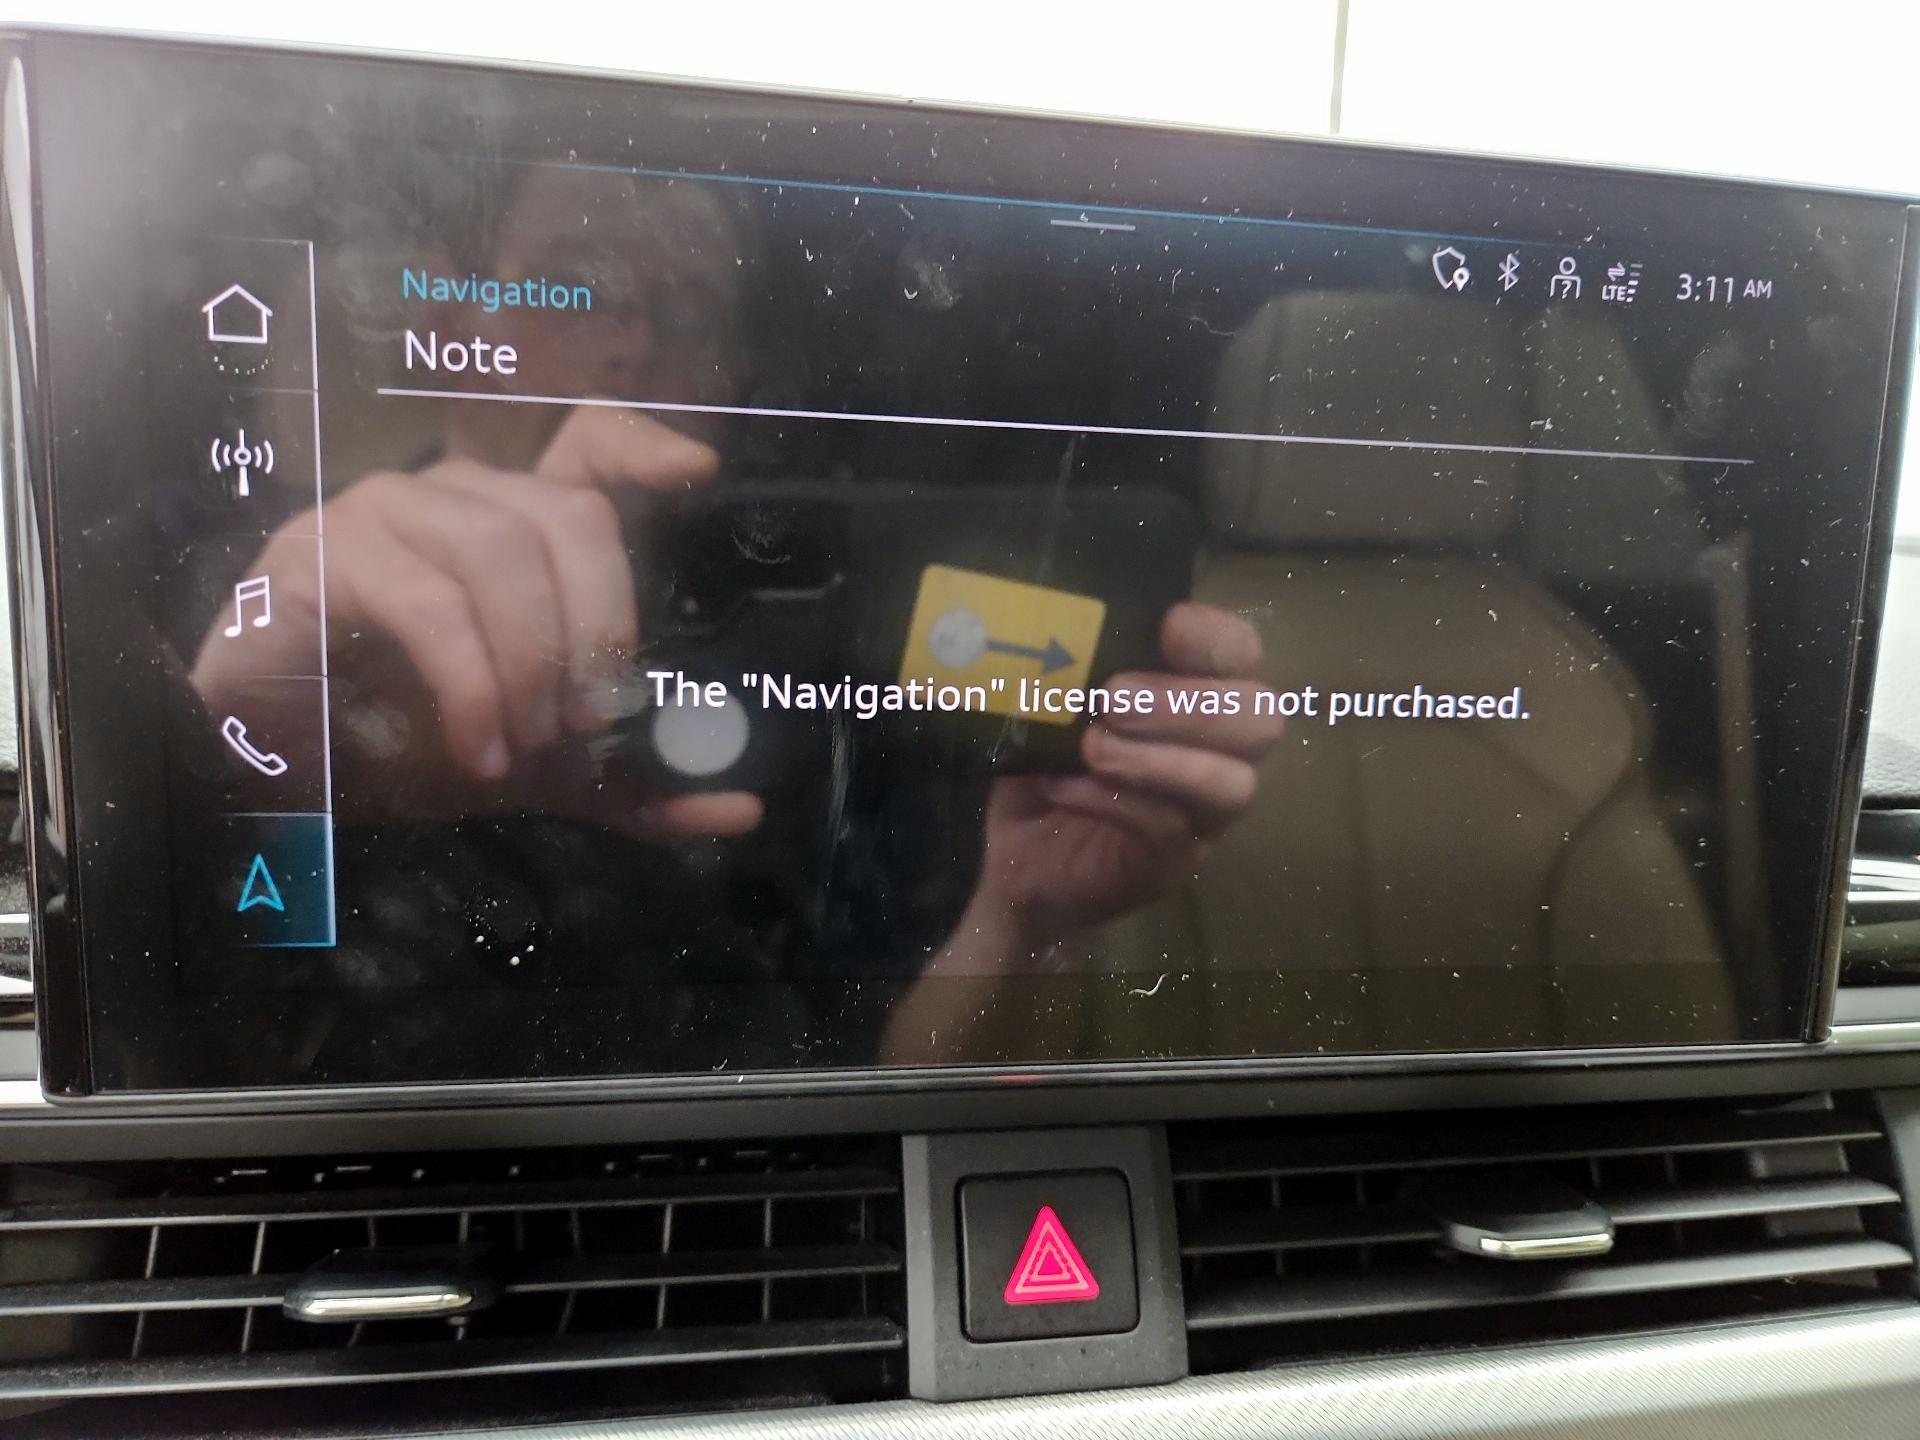 Navigation
Note
LTE 3:11 AM
The "Navigation" license was not purchased.